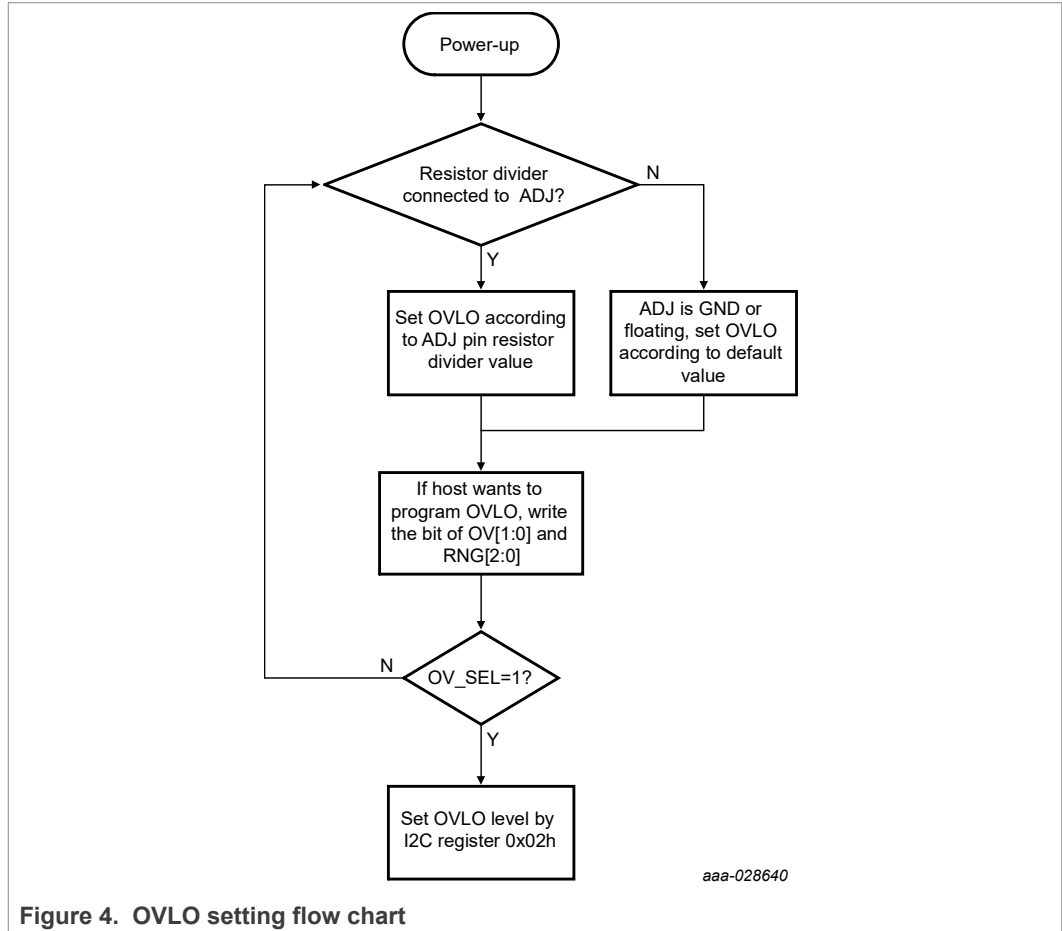 Power-up
Resistor divider
connected to ADJ?
N
Y
Set OVLO according
to ADJ pin resistor
divider value
ADJ is GND or
floating, set OVLO
according to default
value
If host wants to
program OVLO, write
the bit of OV[1:0] and
RNG[2:0]
N
OV_SEL=1?
Y
Set OVLO level by
I2C register 0x02h
aaa-028640
Figure 4. OVLO setting flow chart